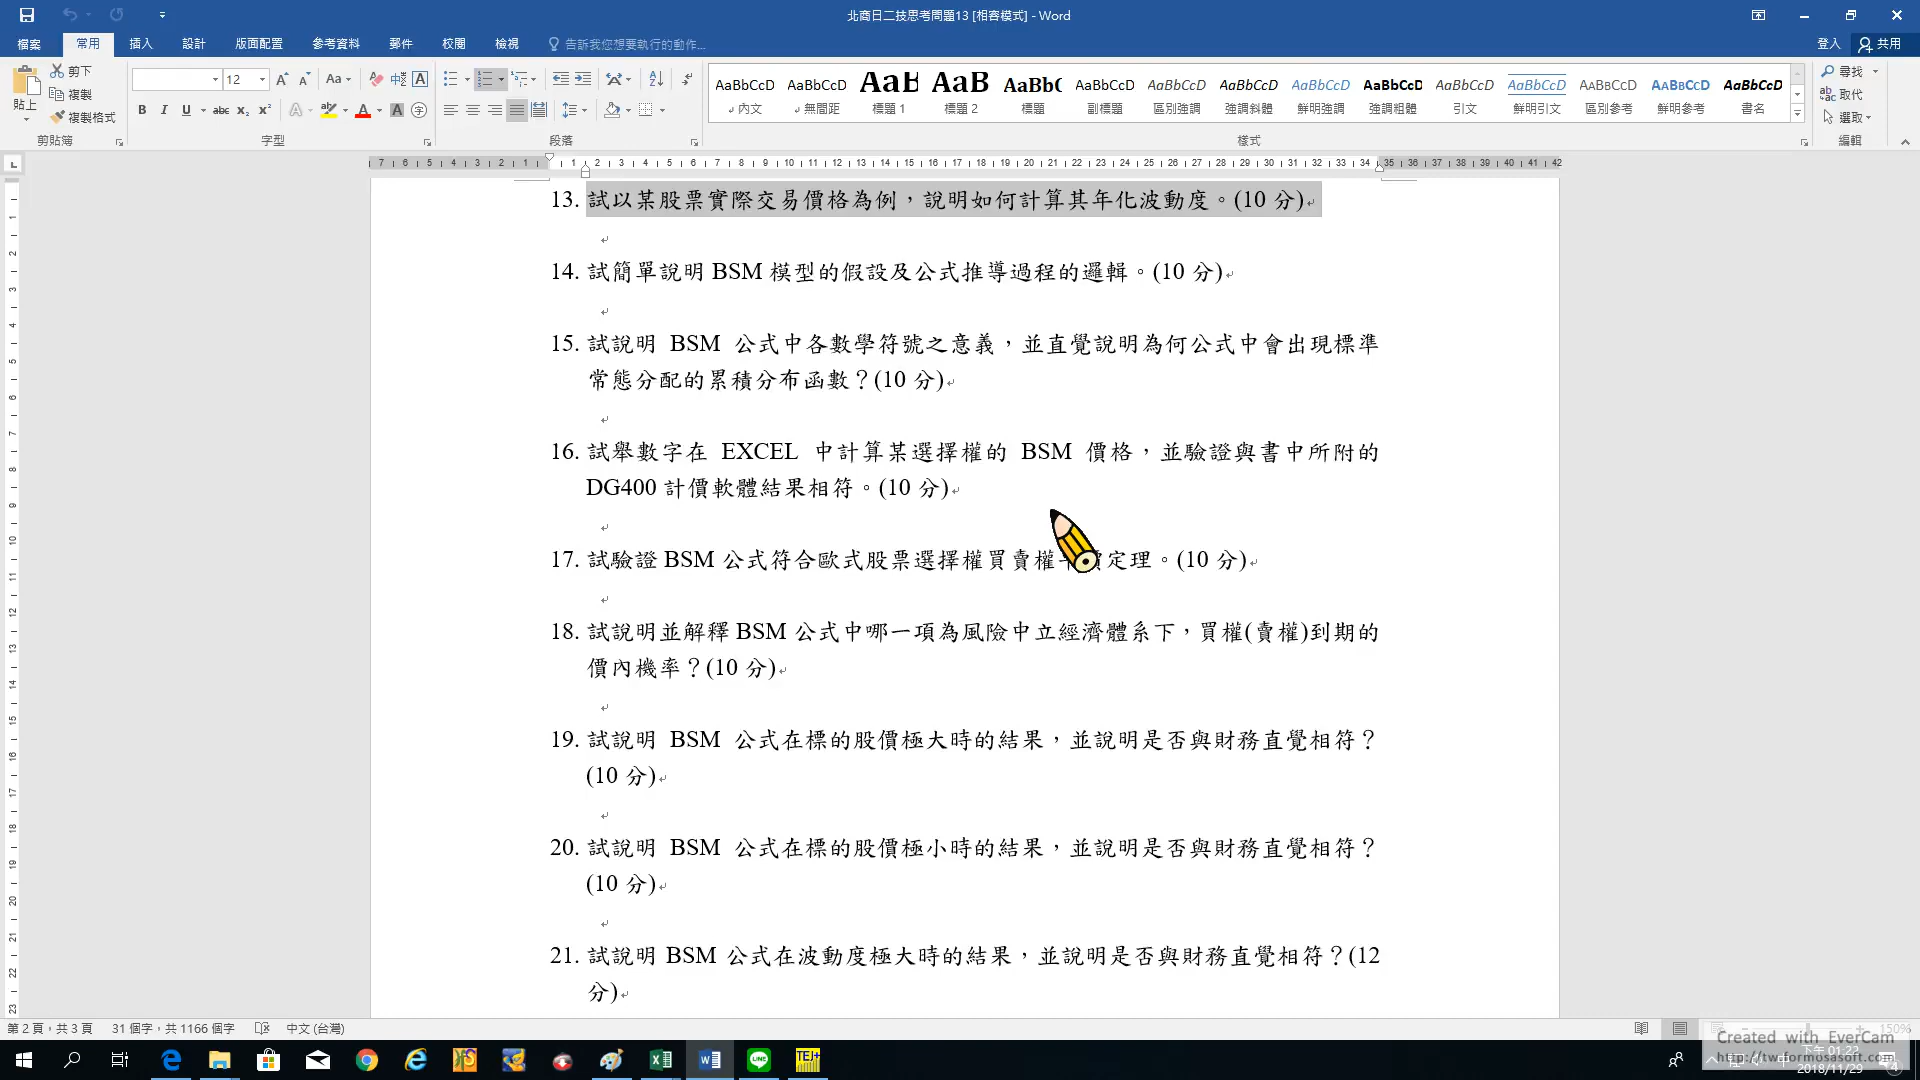 北商日二技思考問題13 [相容模式] - Word
檔案 常用 插入 設計 版面配置 參考資料 郵件 校閱 檢視 告訴我您想要執行的動作... 登入 共用
貼上 剪下 複製 複製格式 12
AaBbCcD AaBbCcD AaB AaB AaBbC AaBbCcD AaBbCcD AaBbCcD AaBbCcD AaBbCcD AaBbCcD AaBbCcD AaBbCcD AaBbCcD AaBbCcD
內文 無間距 標題 1 標題 2 標題 副標題 區別強調 強調斜體 鮮明強調 強調粗體 引文 鮮明引文 區別參考 鮮明參考 書名
尋找 取代 選取
剪貼簿 字型 段落 樣式 編輯
13. 試以某股票實際交易價格為例，說明如何計算其年化波動度。(10 分)
14. 試簡單說明 BSM 模型的假設及公式推導過程的邏輯。(10 分)
15. 試說明 BSM 公式中各數學符號之意義，並直覺說明為何公式中會出現標準
常態分配的累積分布函數？(10 分)
16. 試舉數字在 EXCEL 中計算某選擇權的 BSM 價格，並驗證與書中所附的
DG400 計價軟體結果相符。(10 分)
17. 試驗證 BSM 公式符合歐式股票選擇權買賣權定理。(10 分)
18. 試說明並解釋 BSM 公式中哪一項為風險中立經濟體系下，買權(賣權)到期的
價內機率？(10 分)
19. 試說明 BSM 公式在標的股價極大時的結果，並說明是否與財務直覺相符？
(10 分)
20. 試說明 BSM 公式在標的股價極小時的結果，並說明是否與財務直覺相符？
(10 分)
21. 試說明 BSM 公式在波動度極大時的結果，並說明是否與財務直覺相符？(12
分)
第 2 頁，共 3 頁 31 個字，共 1166 個字 中文 (台灣) 150%
Created with EverCam
http://tw.formosasoft.com
下午 01:22
2018/11/29